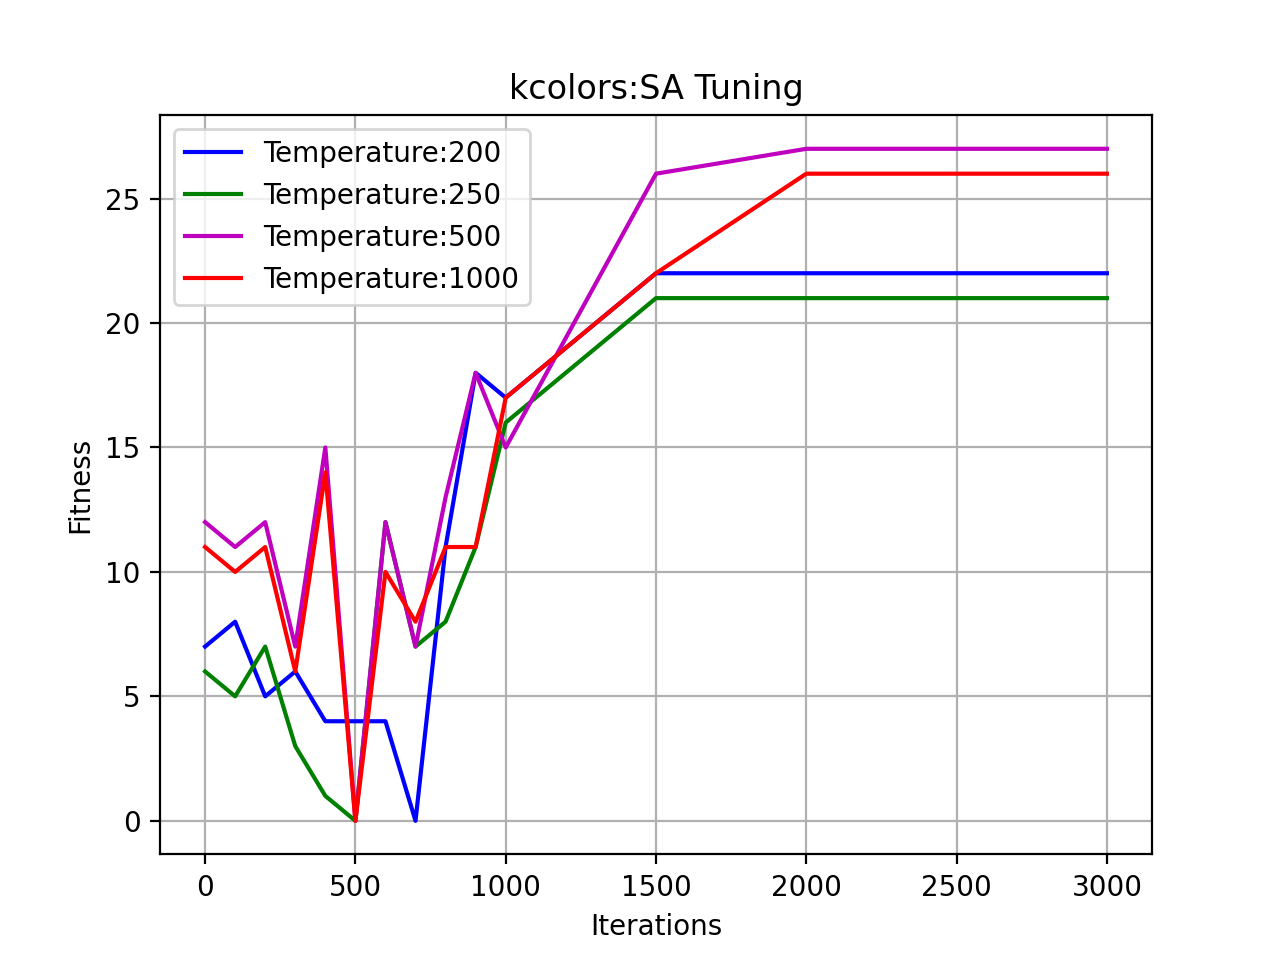 kcolors:SA Tuning
Temperature:200
Temperature:250
Temperature:500
Temperature:1000
Fitness
25
20
15
10
5
0
0 500 1000 1500 2000 2500 3000
Iterations